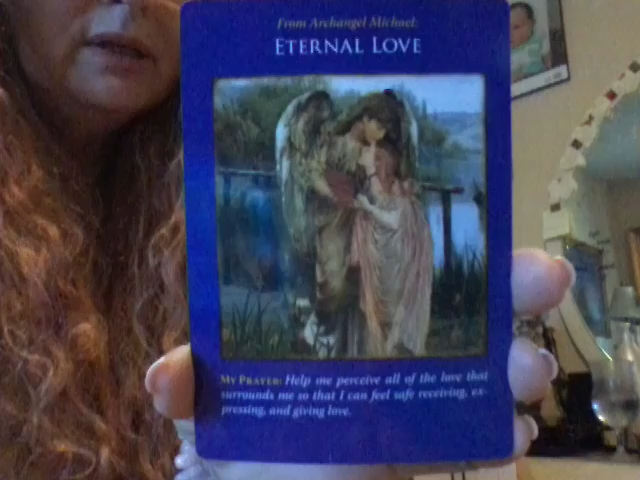 From Archangel Michael:
ETERNAL LOVE
MY PRAYER: Help me perceive all of the love that
surrounds me so that I can feel safe receiving, ex-
pressing, and giving love.